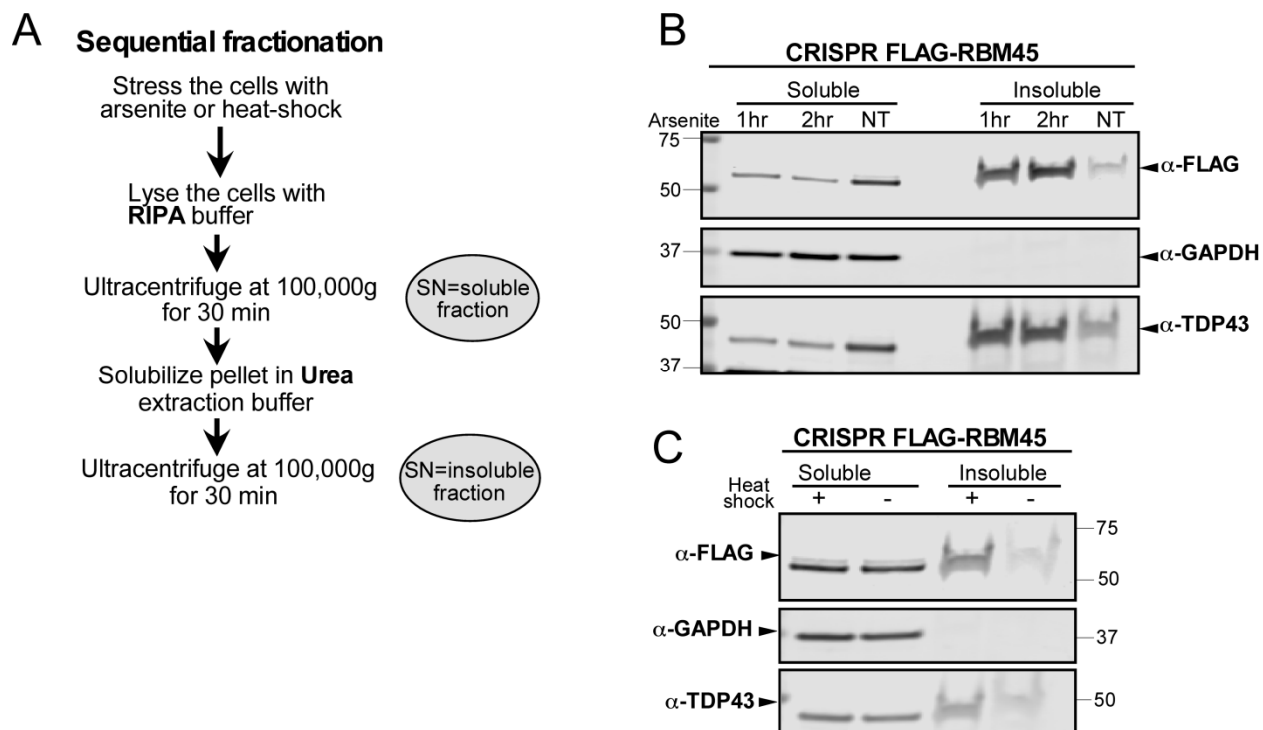 A
Sequential fractionation
Stress the cells with
arsenite or heat-shock
Lyse the cells with
RIPA buffer
Ultracentrifuge at 100,000g
for 30 min
SN=soluble
fraction
Solubilize pellet in Urea
extraction buffer
Ultracentrifuge at 100,000g
for 30 min
SN=insoluble
fraction
B
CRISPR FLAG-RBM45
Soluble Insoluble
Arsenite 1hr 2hr NT 1hr 2hr NT
75
50
α-FLAG
37
α-GAPDH
50
37
α-TDP43
C
CRISPR FLAG-RBM45
Soluble Insoluble
Heat
shock + - + -
α-FLAG
75
50
α-GAPDH
37
α-TDP43
50